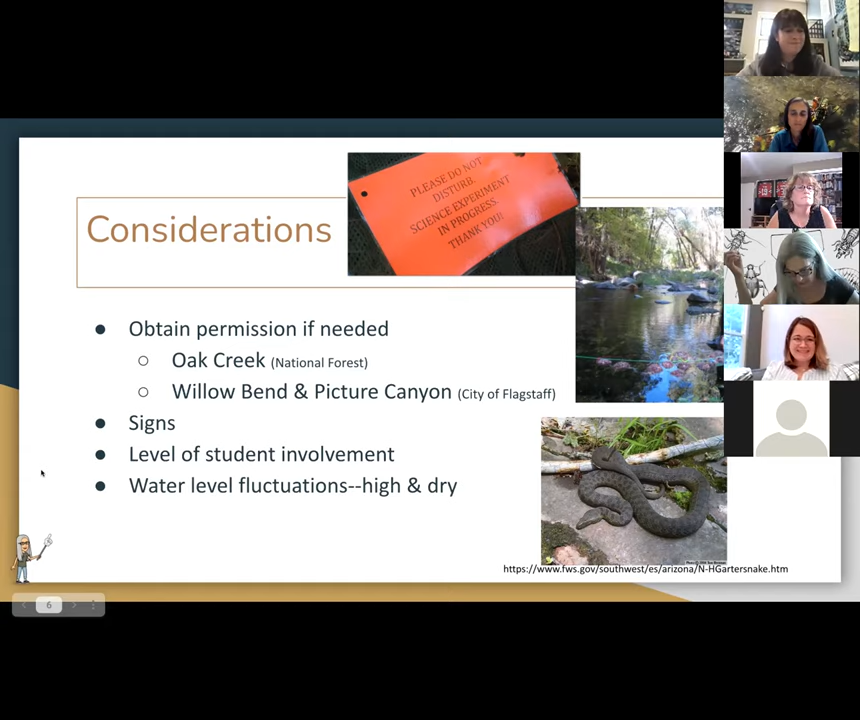 PLEASE DO NOT
DISTURB.
SCIENCE EXPERIMENT
IN PROGRESS.
THANK YOU!
Considerations
Obtain permission if needed
Oak Creek (National Forest)
Willow Bend & Picture Canyon (City of Flagstaff)
Signs
Level of student involvement
Water level fluctuations--high & dry
https://www.fws.gov/southwest/es/arizona/N-HGartersnake.htm
6